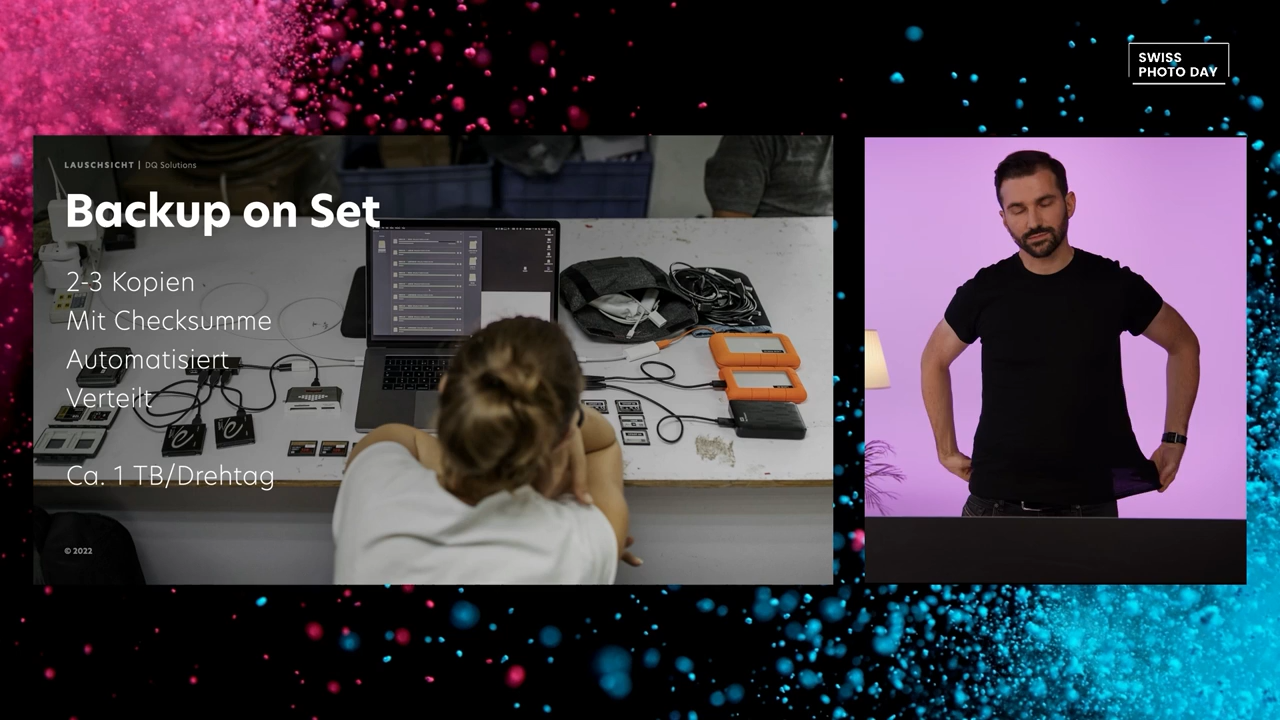 SWISS
PHOTO DAY
LAUSCHSICHT | DQ Solutions
Backup on Set
2-3 Kopien
Mit Checksumme
Automatisiert
Verteilt
Ca. 1 TB/Drehtag
© 2022